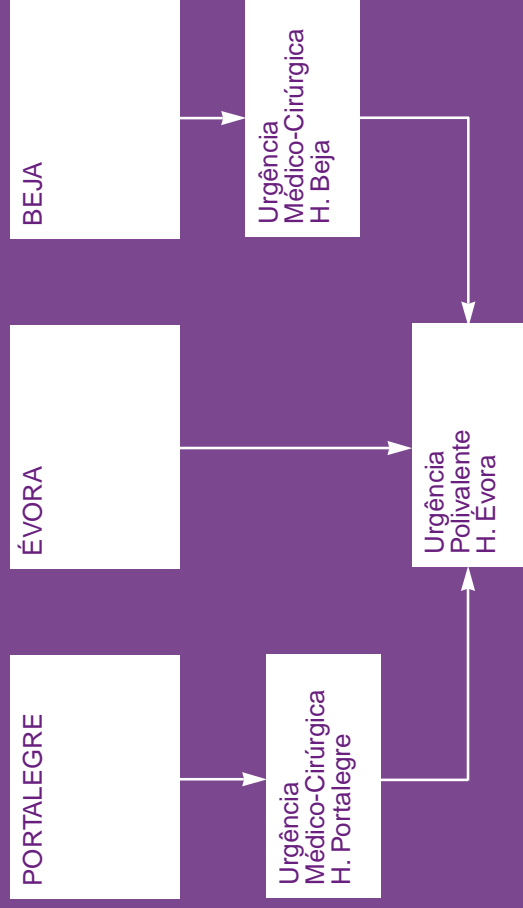 PORTALEGRE
ÉVORA
BEJA
Urgência
Médico-Cirúrgica
H. Portalegre
Urgência
Polivalente
H. Évora
Urgência
Médico-Cirúrgica
H. Beja